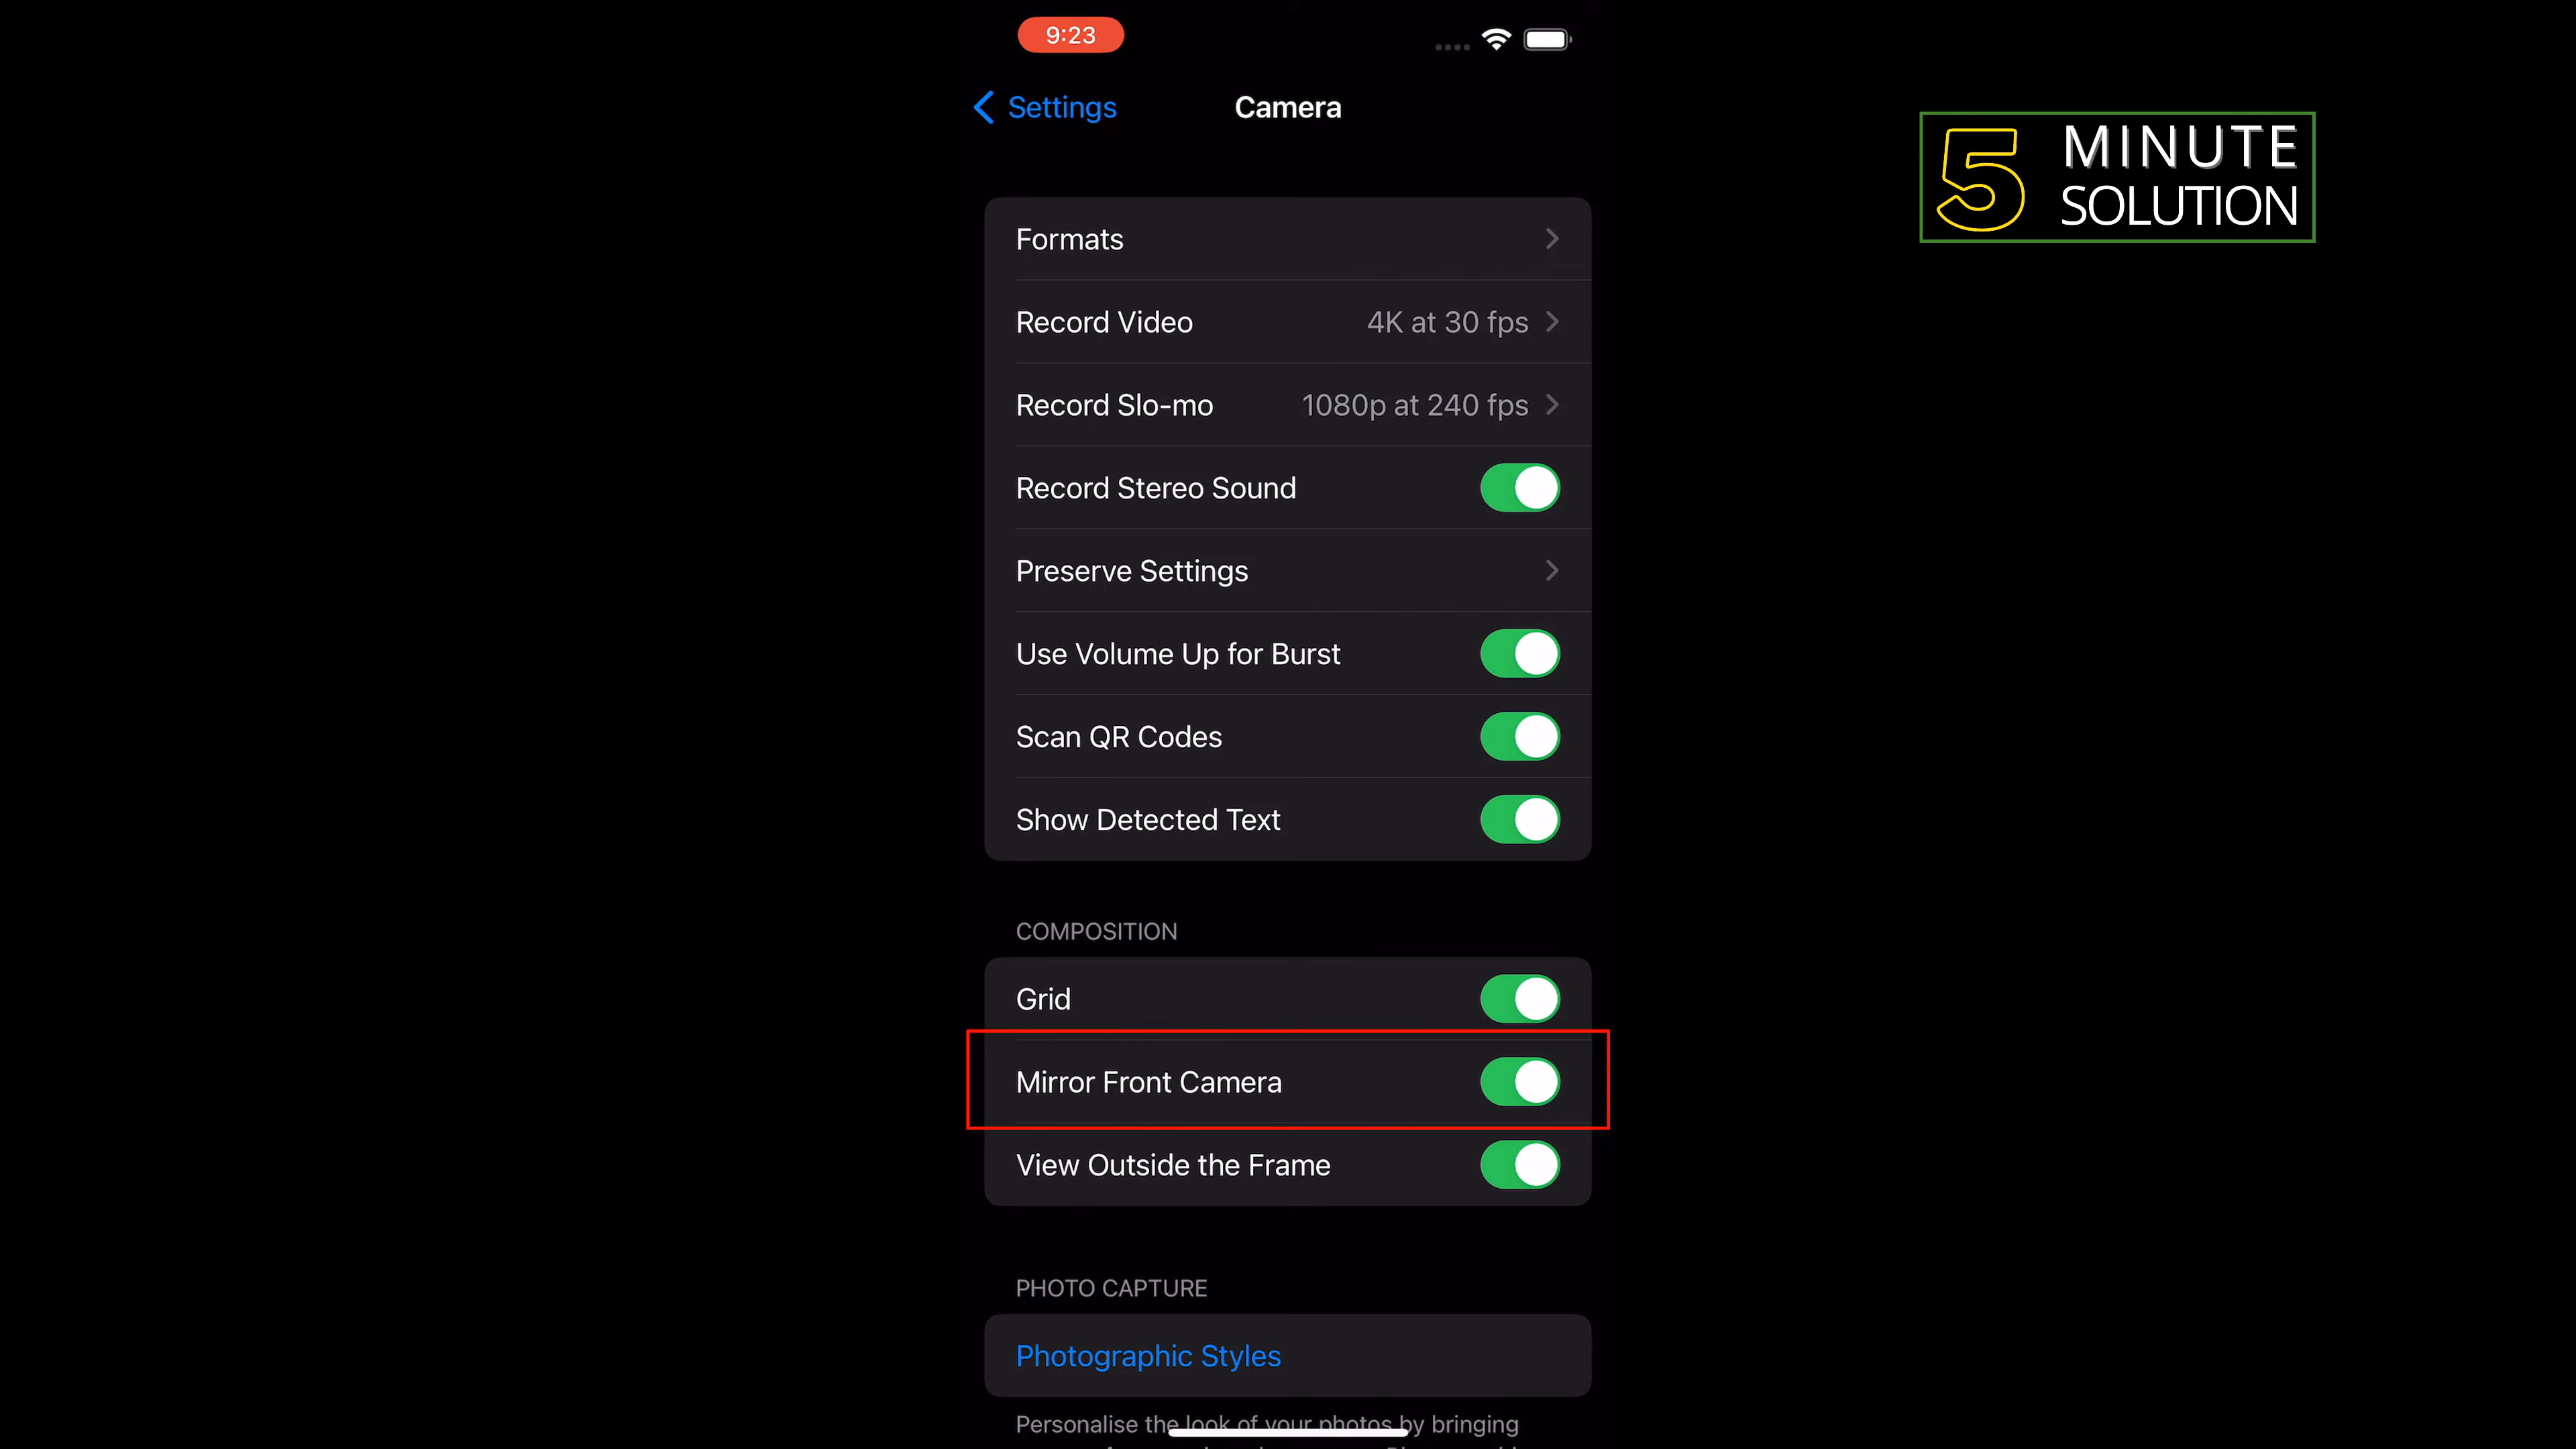 9:23
Settings
Camera
5 MINUTE
SOLUTION
Formats
Record Video 4K at 30 fps
Record Slo-mo 1080p at 240 fps
Record Stereo Sound
Preserve Settings
Use Volume Up for Burst
Scan QR Codes
Show Detected Text
COMPOSITION
Grid
Mirror Front Camera
View Outside the Frame
PHOTO CAPTURE
Photographic Styles
Personalise the look of your photos by bringing